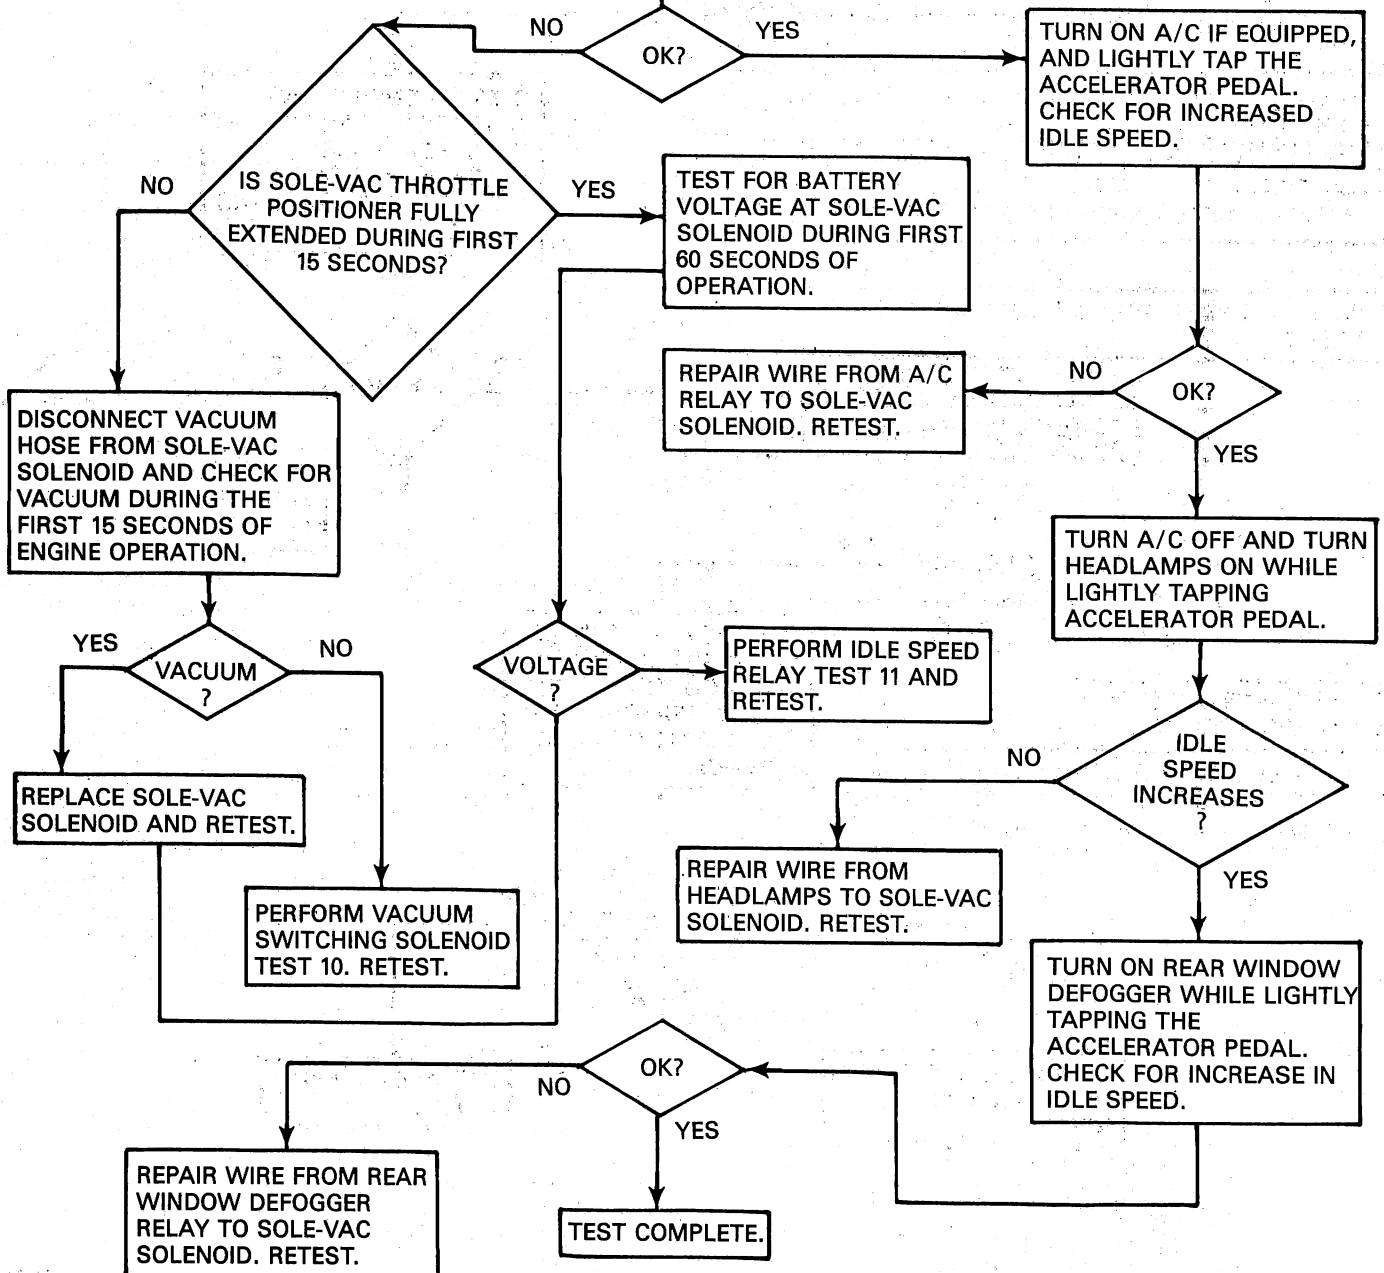 NO
OK?
YES
TURN ON A/C IF EQUIPPED,
AND LIGHTLY TAP THE
ACCELERATOR PEDAL.
CHECK FOR INCREASED
IDLE SPEED.
NO
IS SOLE-VAC THROTTLE
POSITIONER FULLY
EXTENDED DURING FIRST
15 SECONDS?
YES
TEST FOR BATTERY
VOLTAGE AT SOLE-VAC
SOLENOID DURING FIRST
60 SECONDS OF
OPERATION.
REPAIR WIRE FROM A/C
RELAY TO SOLE-VAC
SOLENOID. RETEST.
NO
OK?
YES
DISCONNECT VACUUM
HOSE FROM SOLE-VAC
SOLENOID AND CHECK FOR
VACUUM DURING THE
FIRST 15 SECONDS OF
ENGINE OPERATION.
TURN A/C OFF AND TURN
HEADLAMPS ON WHILE
LIGHTLY TAPPING
ACCELERATOR PEDAL.
YES
VACUUM
?
NO
VOLTAGE
?
PERFORM IDLE SPEED
RELAY TEST 11 AND
RETEST.
NO
IDLE
SPEED
INCREASES
?
YES
REPLACE SOLE-VAC
SOLENOID AND RETEST.
REPAIR WIRE FROM
HEADLAMPS TO SOLE-VAC
SOLENOID. RETEST.
PERFORM VACUUM
SWITCHING SOLENOID
TEST 10. RETEST.
TURN ON REAR WINDOW
DEFOGGER WHILE LIGHTLY
TAPPING THE
ACCELERATOR PEDAL.
CHECK FOR INCREASE IN
IDLE SPEED.
OK?
NO
YES
REPAIR WIRE FROM REAR
WINDOW DEFOGGER
RELAY TO SOLE-VAC
SOLENOID. RETEST.
TEST COMPLETE.